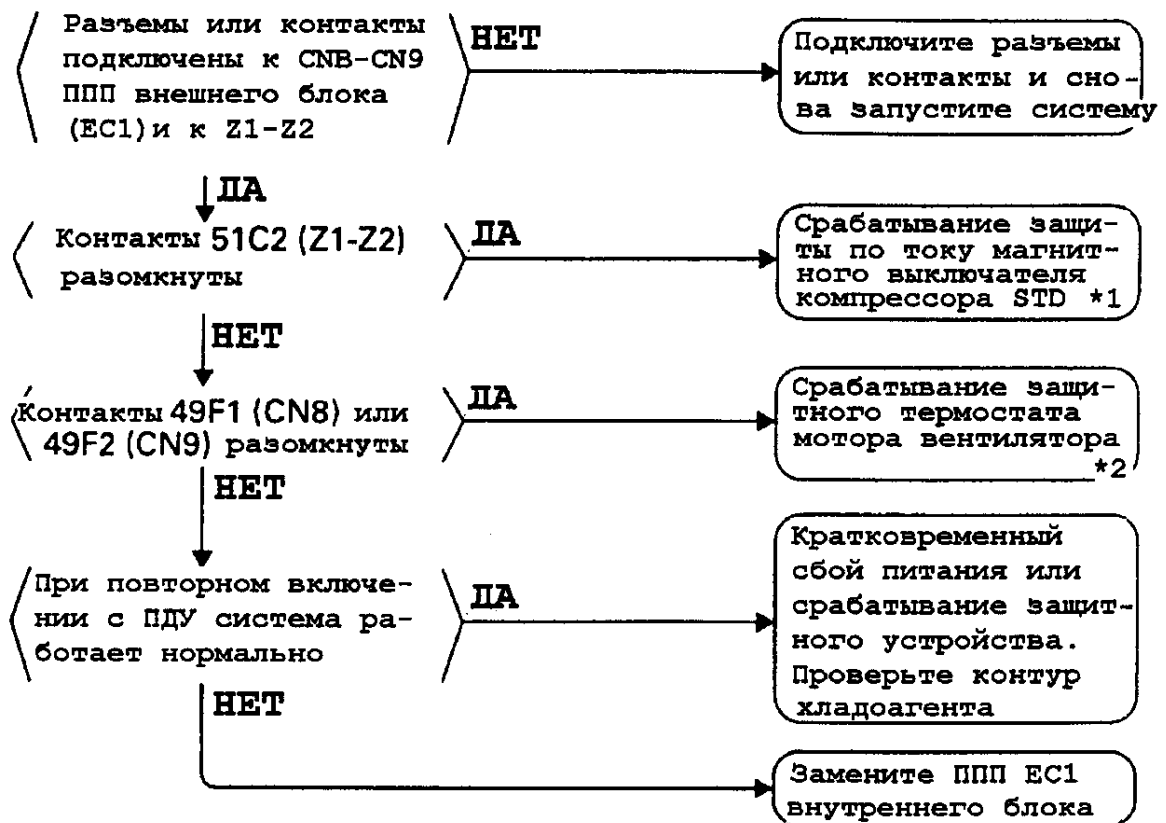 Разъемы или контакты
подключены к CNB-CN9
ППП внешнего блока
(EC1) и к Z1-Z2
НЕТ
Подключите разъемы
или контакты и сно-
ва запустите систему
ДА
Контакты 51C2 (Z1-Z2)
разомкнуты
ДА
Срабатывание защи-
ты по току магнит-
ного выключателя
компрессора STD *1
НЕТ
Контакты 49F1 (CN8) или
49F2 (CN9) разомкнуты
ДА
Срабатывание защи-
тного термостата
мотора вентилятора
*2
НЕТ
При повторном включе-
нии с ПДУ система ра-
ботает нормально
ДА
Кратковременный
сбой питания или
срабатывание защит-
ного устройства.
Проверьте контур
хладоагента
НЕТ
Замените ППП EC1
внутреннего блока